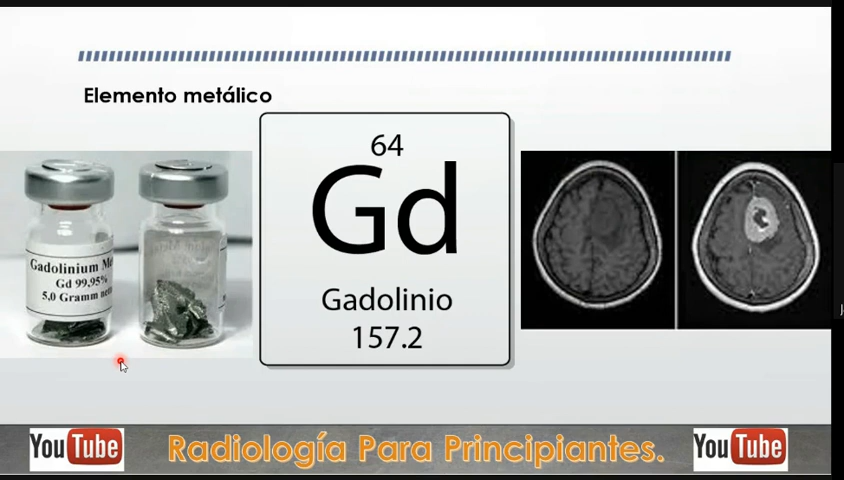 Elemento metálico
64
Gd
Gadolinio
157.2
Gadolinium
Gd 99,95%
5,0 Gramm
YouTube
Radiología Para Principiantes.
YouTube